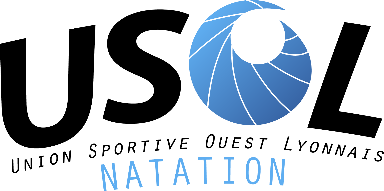 USOL
UNION SPORTIVE OUEST LYONNAIS
NATATION